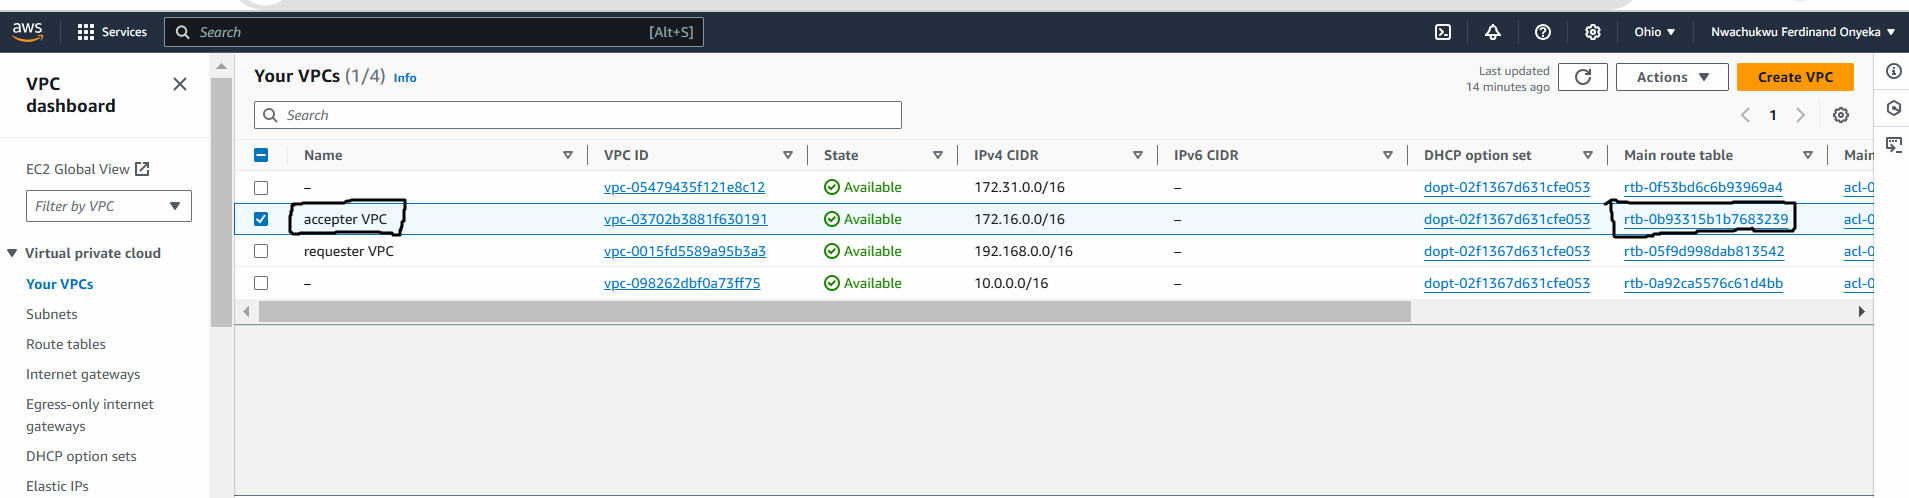 aws Services Search [Alt+S] Ohio Nwachukwu Ferdinand Onyeka
VPC dashboard
EC2 Global View
Filter by VPC
Virtual private cloud
Your VPCs
Subnets
Route tables
Internet gateways
Egress-only internet
gateways
DHCP option sets
Elastic IPs
Your VPCs (1/4) Info
Last updated
14 minutes ago
Actions
Create VPC
Search
1
Name VPC ID State IPv4 CIDR IPv6 CIDR DHCP option set Main route table Main
– vpc-05479435f121e8c12 Available 172.31.0.0/16 – dopt-02f1367d631cfe053 rtb-0f53bd6c6b93969a4 acl-0
accepter VPC vpc-03702b3881f630191 Available 172.16.0.0/16 – dopt-02f1367d631cfe053 rtb-0b93315b1b7683239 acl-0
requester VPC vpc-0015fd5589a95b3a3 Available 192.168.0.0/16 – dopt-02f1367d631cfe053 rtb-05f9d998dab813542 acl-0
– vpc-098262dbf0a73ff75 Available 10.0.0.0/16 – dopt-02f1367d631cfe053 rtb-0a92ca5576c61d4bb acl-0